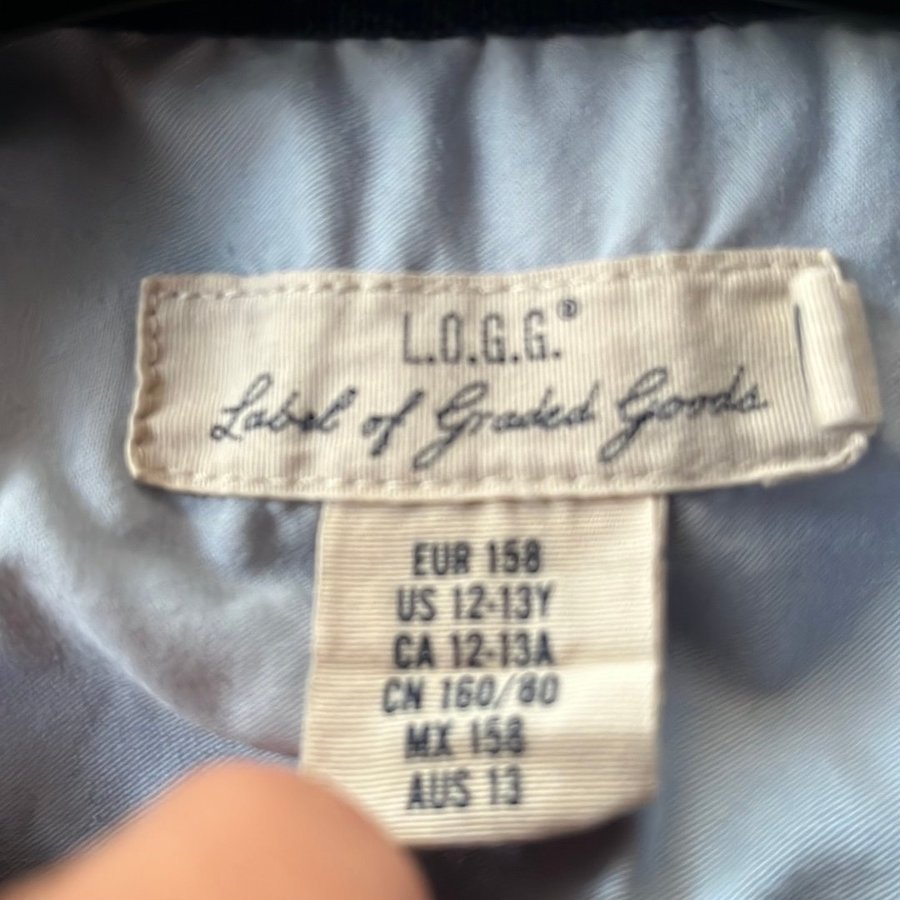 L.O.G.G.®
Label of Graded Goods
EUR 158
US 12-13Y
CA 12-13A
CN 160/80
MX 158
AUS 13